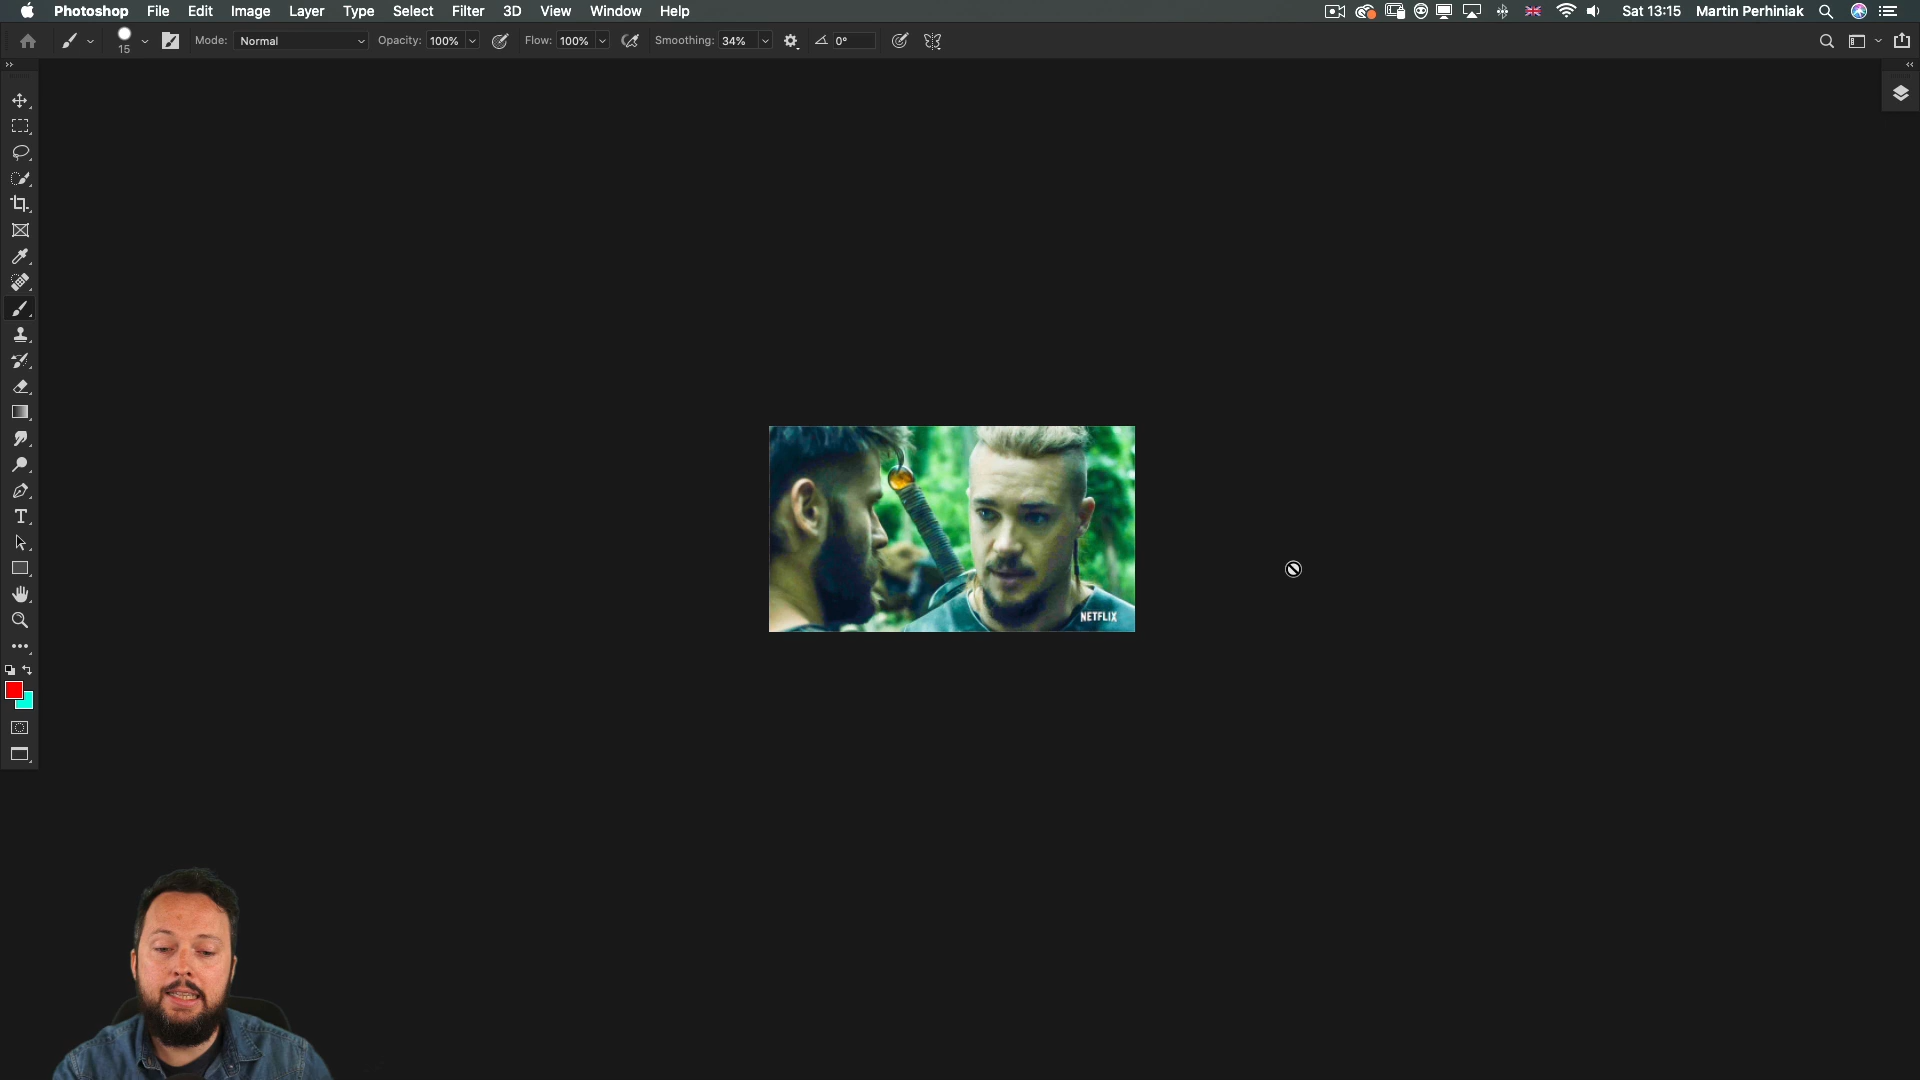 Photoshop File Edit Image Layer Type Select Filter 3D View Window Help Sat 13:15 Martin Perhiniak
15 Mode: Normal Opacity: 100% Flow: 100% Smoothing: 34% 0°
NETFLIX